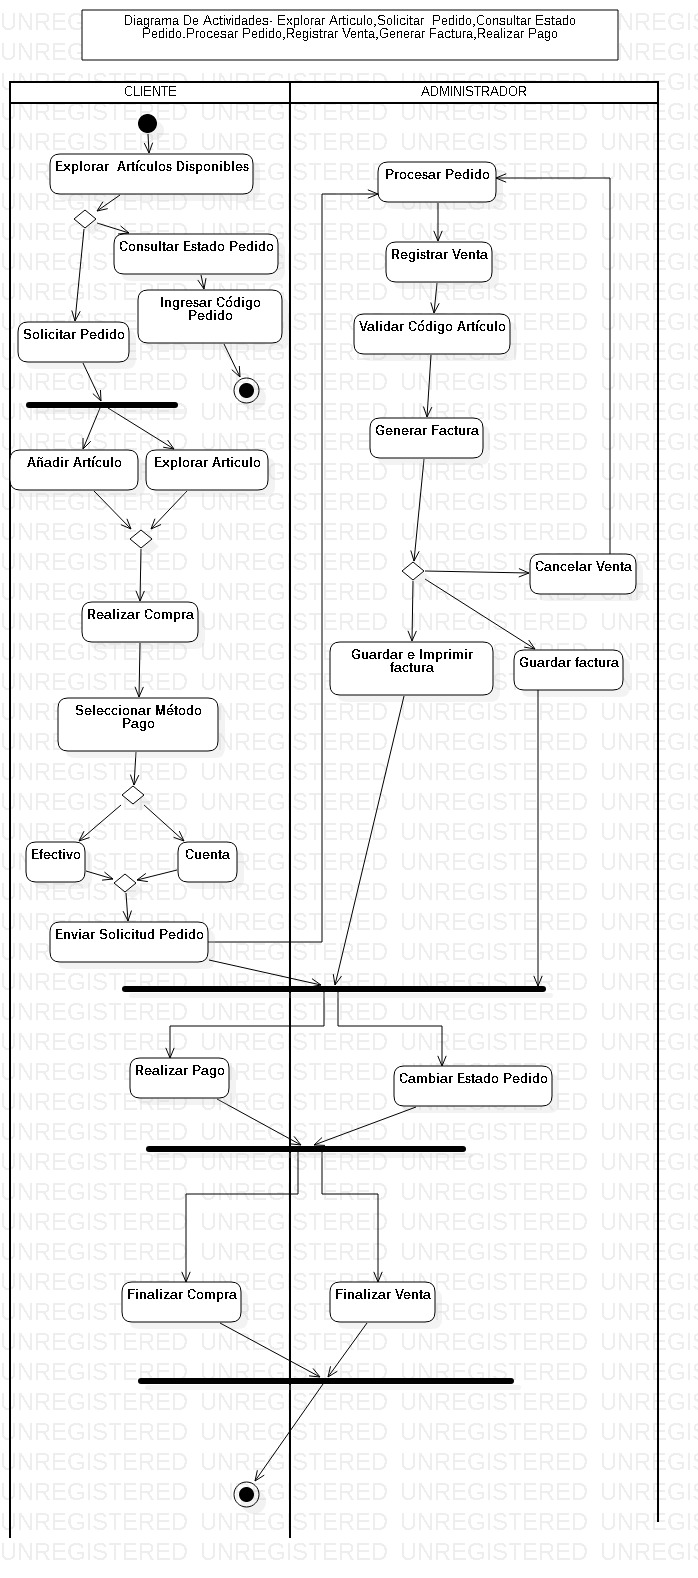 Diagrama De Actividades- Explorar Articulo,Solicitar  Pedido,Consultar Estado
Pedido.Procesar Pedido,Registrar Venta,Generar Factura,Realizar Pago
CLIENTE
ADMINISTRADOR
Explorar  Artículos Disponibles
Procesar Pedido
Consultar Estado Pedido
Registrar Venta
Ingresar Código
Pedido
Solicitar Pedido
Validar Código Artículo
Generar Factura
Añadir Artículo
Explorar Articulo
Cancelar Venta
Realizar Compra
Guardar e Imprimir
factura
Guardar factura
Seleccionar Método
Pago
Efectivo
Cuenta
Enviar Solicitud Pedido
Realizar Pago
Cambiar Estado Pedido
Finalizar Compra
Finalizar Venta
UNREGISTERED